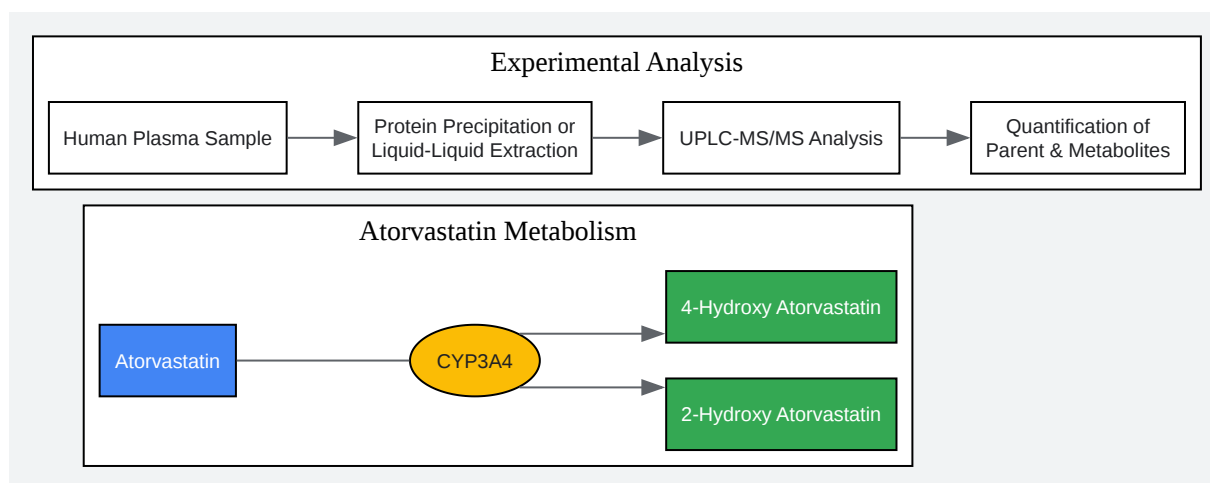 Experimental Analysis
Human Plasma Sample
Protein Precipitation or
Liquid-Liquid Extraction
UPLC-MS/MS Analysis
Quantification of
Parent & Metabolites
Atorvastatin Metabolism
Atorvastatin
CYP3A4
4-Hydroxy Atorvastatin
2-Hydroxy Atorvastatin